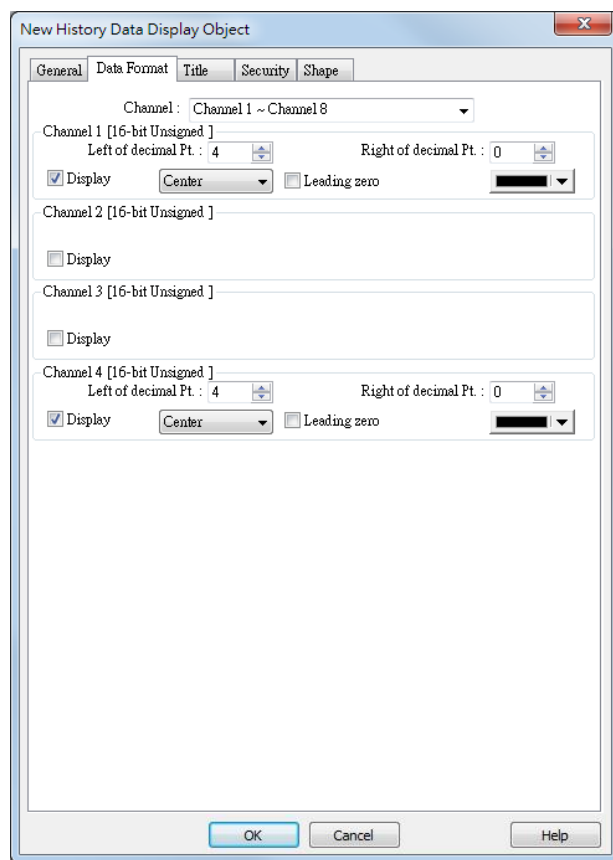 New History Data Display Object
General Data Format Title Security Shape
Channel : Channel 1 ~ Channel 8
Channel 1 [16-bit Unsigned ]
Left of decimal Pt. : 4 Right of decimal Pt. : 0
Display Center Leading zero
Channel 2 [16-bit Unsigned ]
Display
Channel 3 [16-bit Unsigned ]
Display
Channel 4 [16-bit Unsigned ]
Left of decimal Pt. : 4 Right of decimal Pt. : 0
Display Center Leading zero
OK Cancel Help